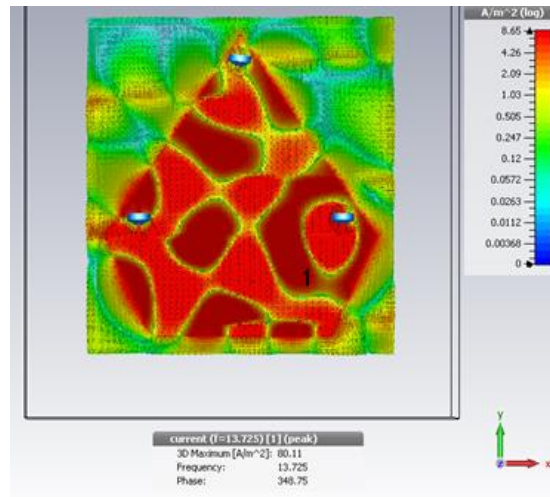 A/m^2 (log)
8.65
4.26
2.09
1.03
0.505
0.247
0.12
0.0572
0.0263
0.0112
0.00368
0
1
current (f=13.725) [1] (peak)
3D Maximum [A/m^2]: 80.11
Frequency: 13.725
Phase: 348.75
y
z
x